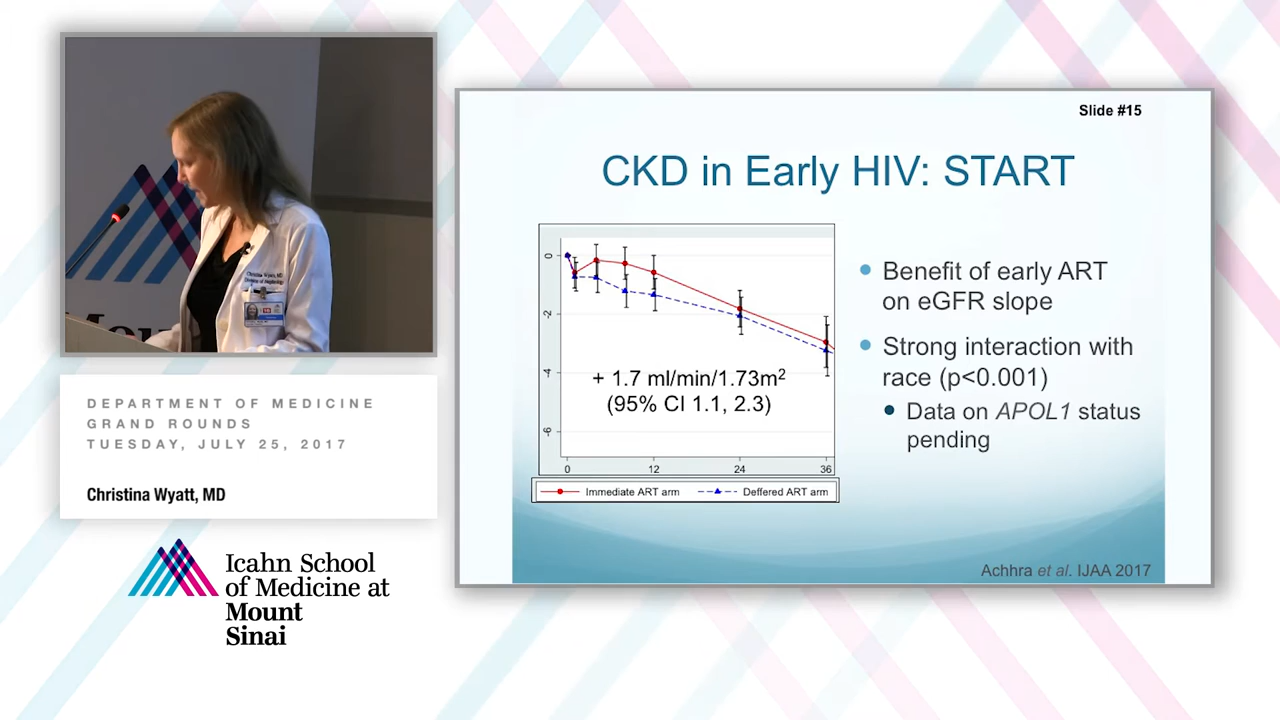 Slide #15
CKD in Early HIV: START
0
-2
-4
-6
+ 1.7 ml/min/1.73m²
(95% CI 1.1, 2.3)
0 12 24 36
Immediate ART arm Deffered ART arm
Benefit of early ART
on eGFR slope
Strong interaction with
race (p<0.001)
Data on APOL1 status
pending
Achhra et al. IJAA 2017
Christina Wyatt, MD
DEPARTMENT OF MEDICINE
GRAND ROUNDS
TUESDAY, JULY 25, 2017
Christina Wyatt, MD
Icahn School
of Medicine at
Mount
Sinai